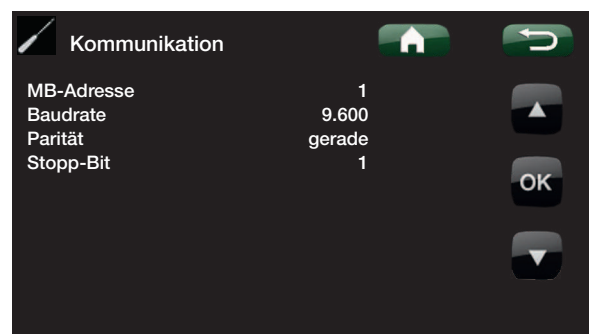 Kommunikation
MB-Adresse 1
Baudrate 9.600
Parität gerade
Stopp-Bit 1
OK